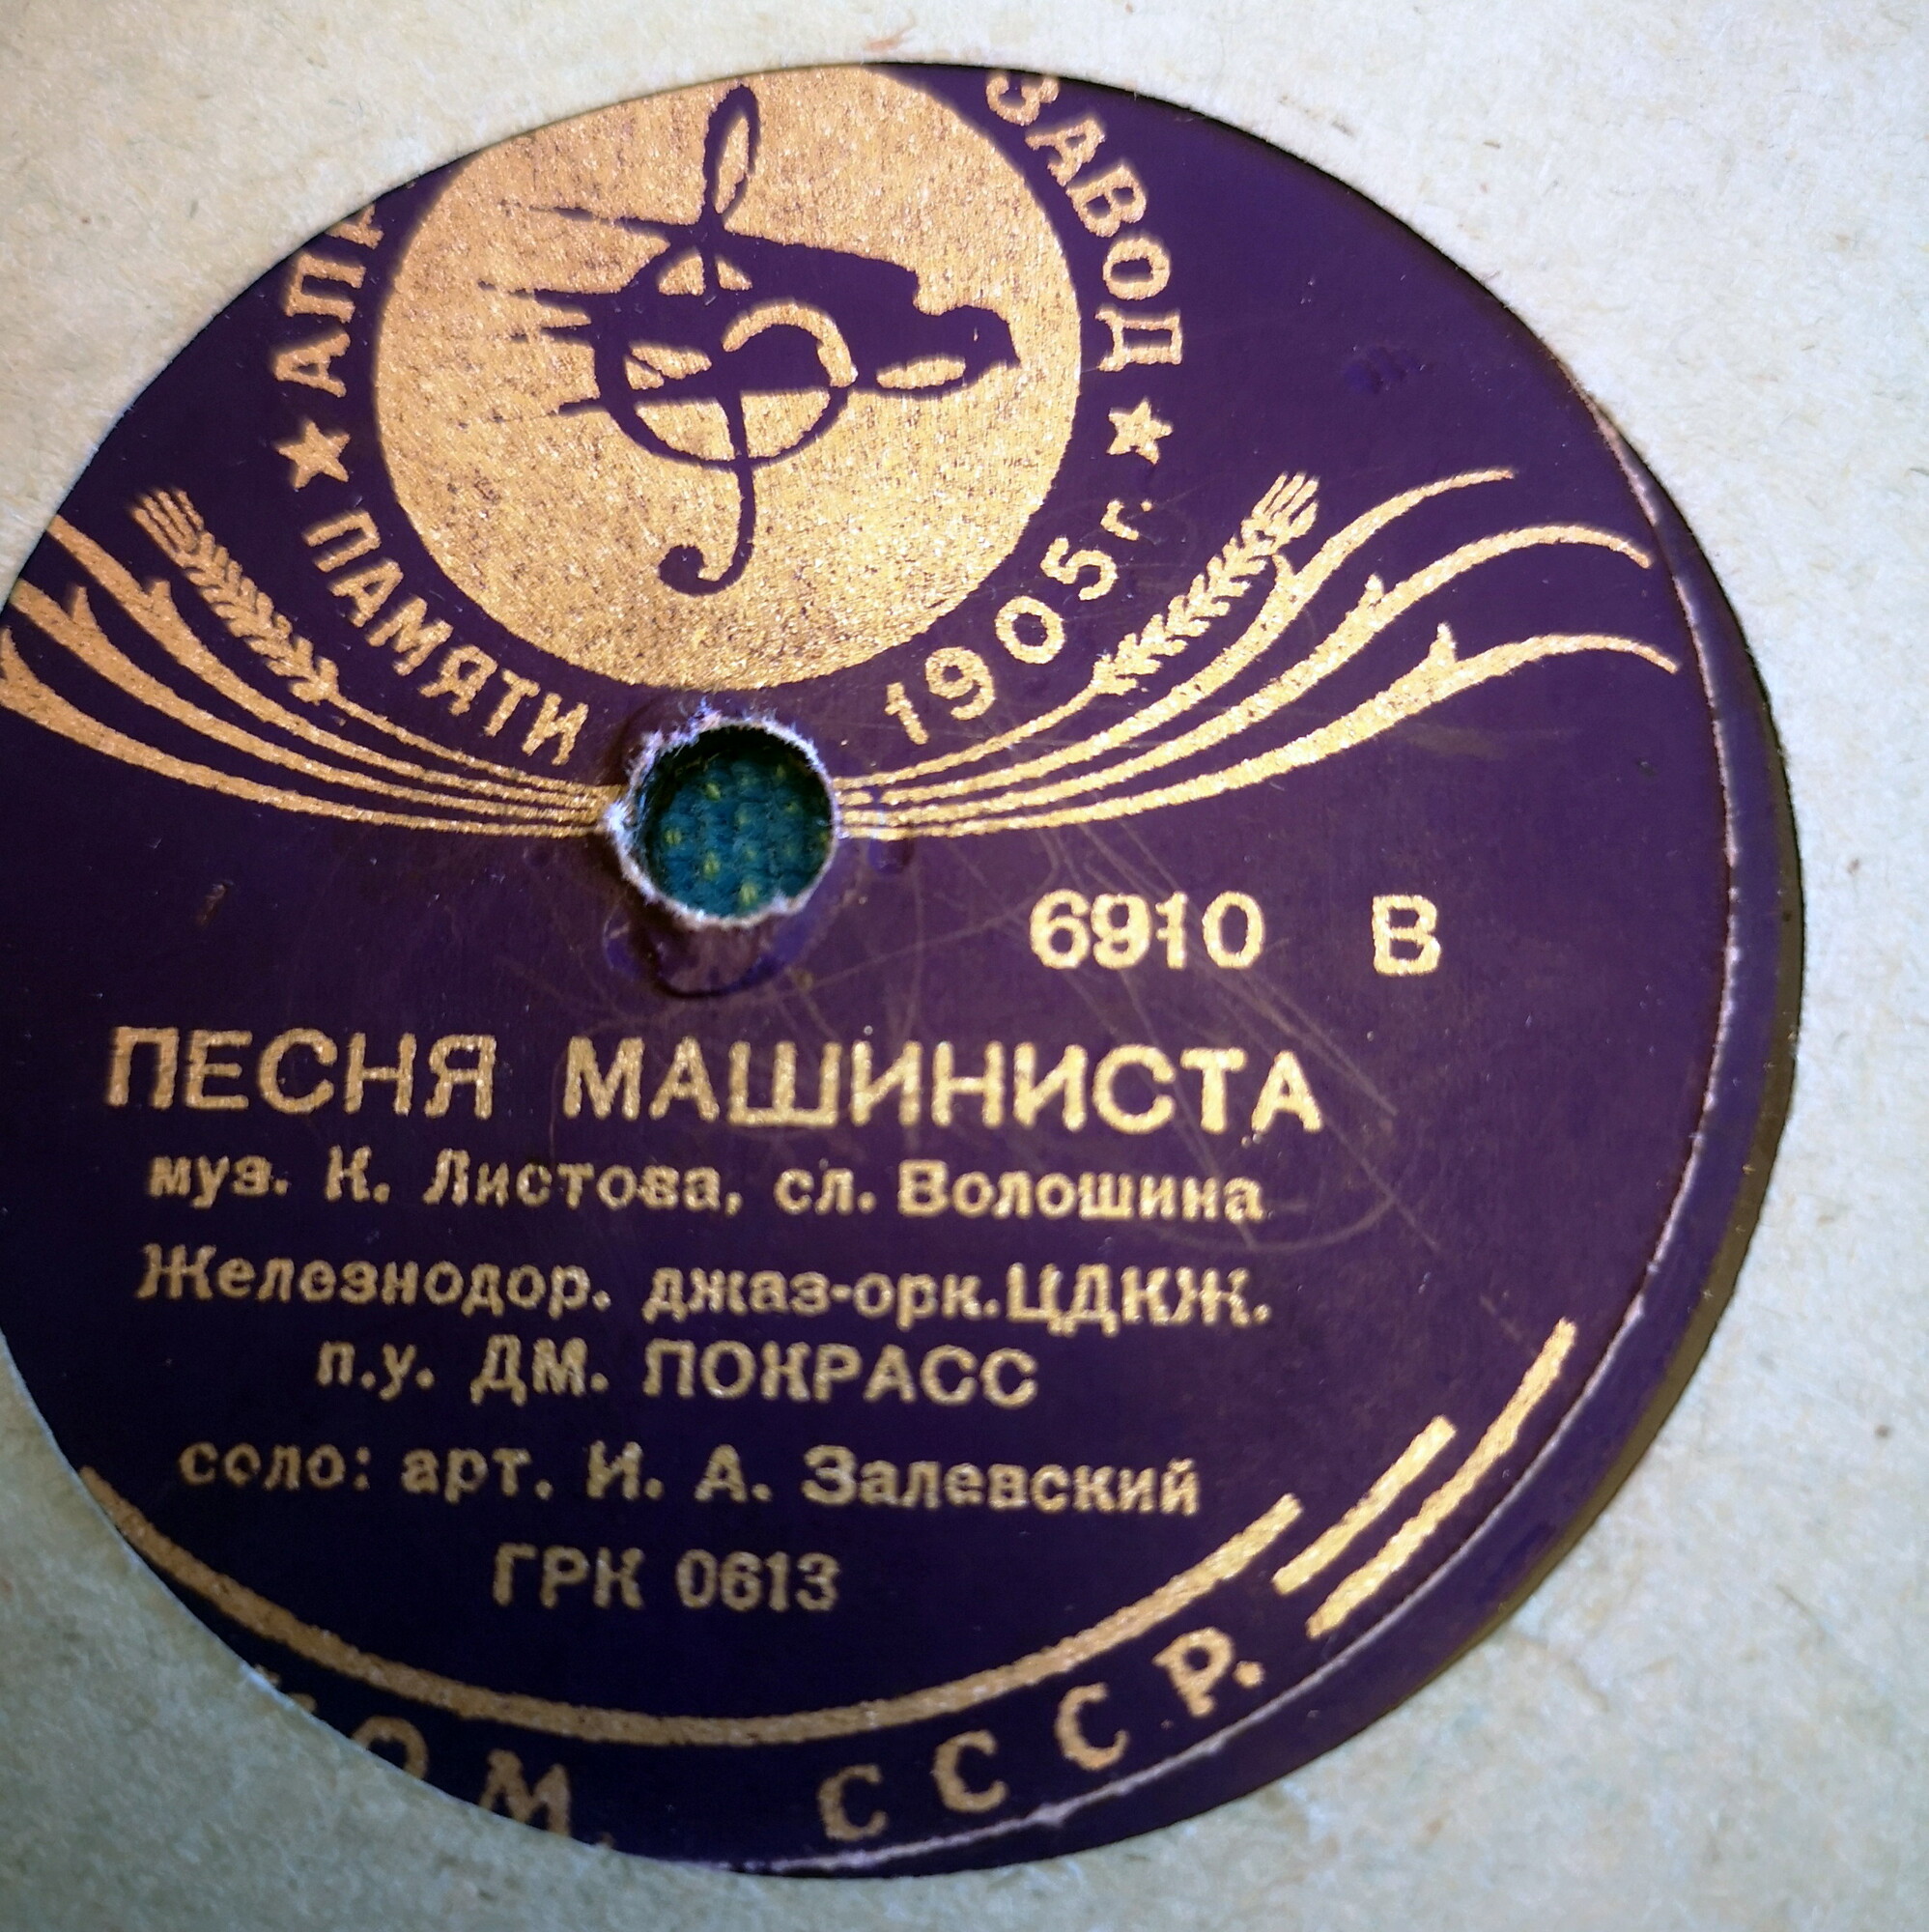 ЗАВОД
ПАМЯТИ 1905 г.
6910 В
ПЕСНЯ МАШИНИСТА
муз. К. Листова, сл. Волошина
Железнодор. джаз-орк. ЦДКЖ.
п.у. ДМ. ПОКРАСС
соло: арт. И. А. Залевский
ГРК 0613
СССР.